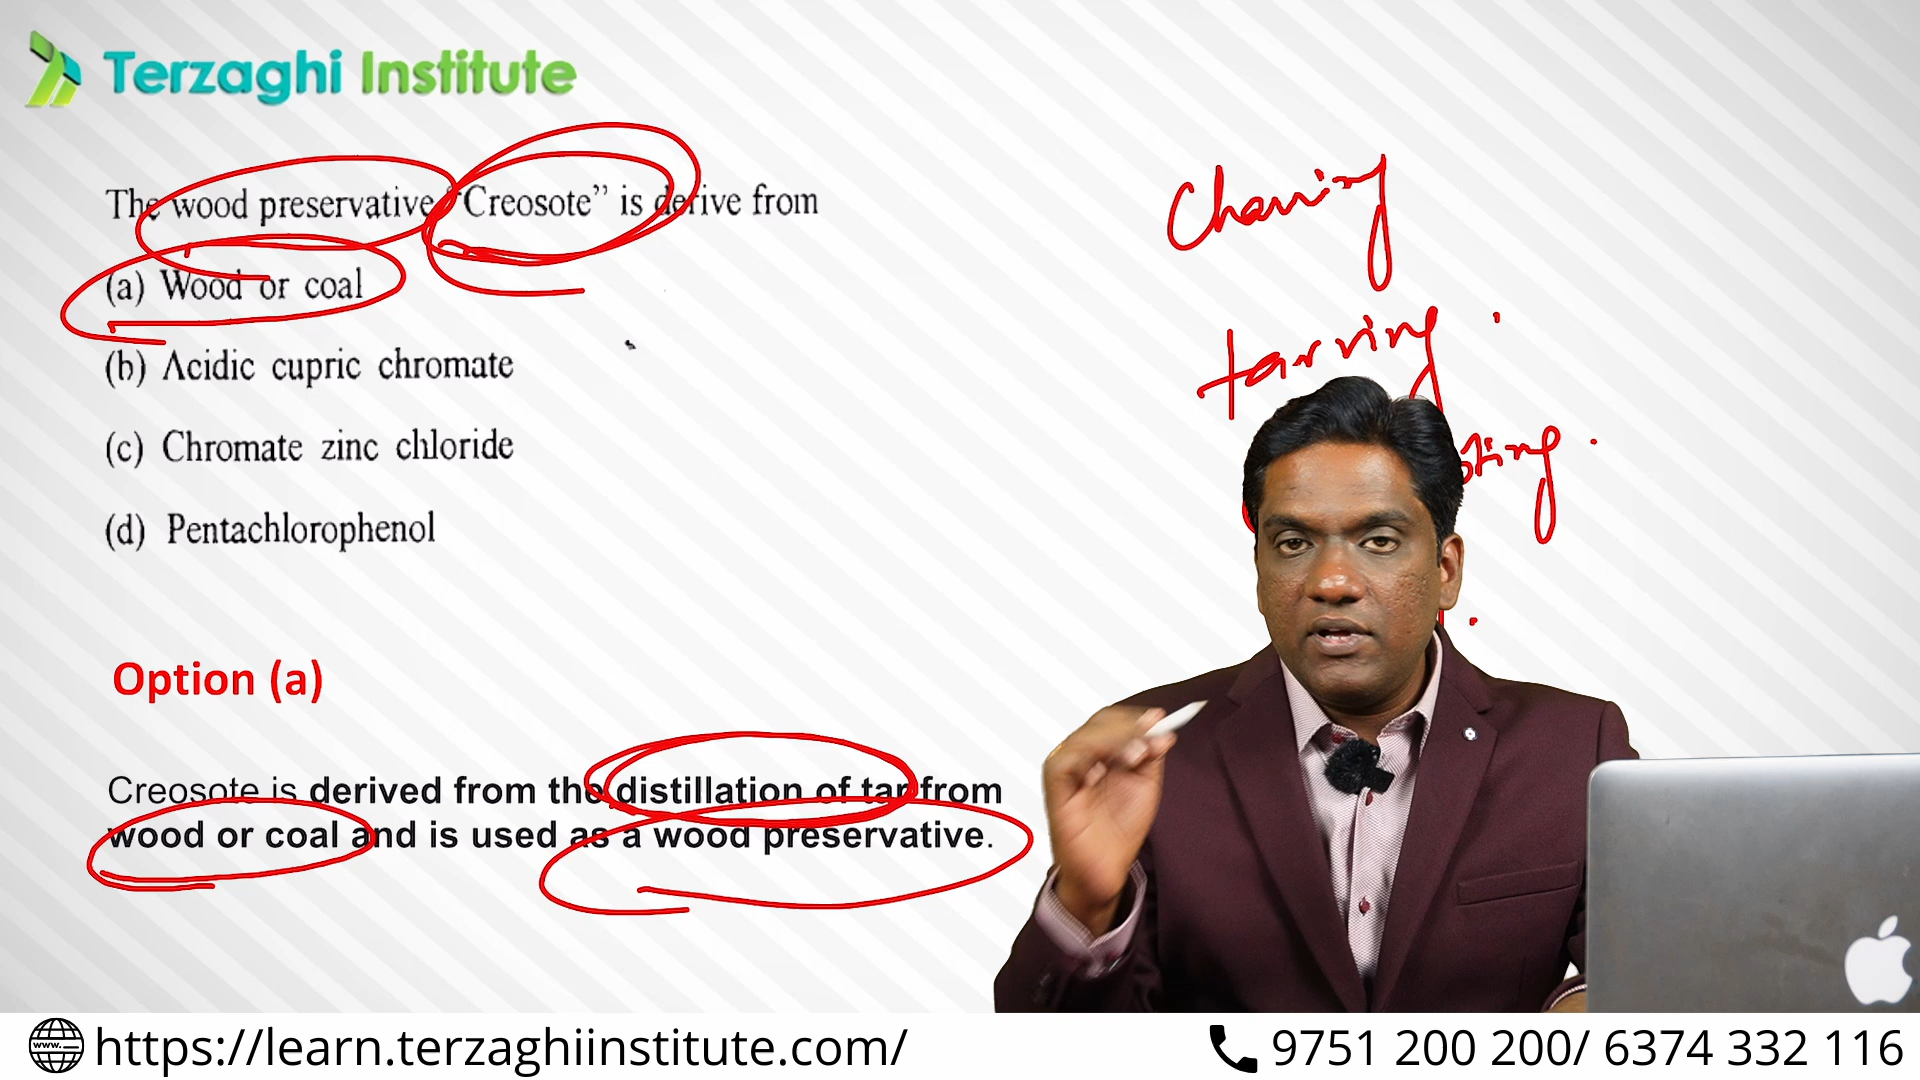 Terzaghi Institute
The wood preservative “Creosote” is derive from
(a) Wood or coal
(b) Acidic cupric chromate
(c) Chromate zinc chloride
(d) Pentachlorophenol
Option (a)
Creosote is derived from the distillation of tar from
wood or coal and is used as a wood preservative.
Charring
tarring
www.
https://learn.terzaghiinstitute.com/
9751 200 200/ 6374 332 116